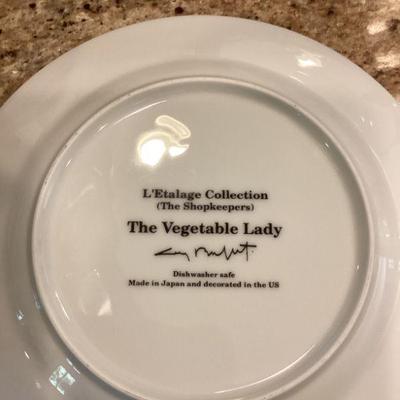 L'Etalage Collection
(The Shopkeepers)
The Vegetable Lady
Dishwasher safe
Made in Japan and decorated in the US